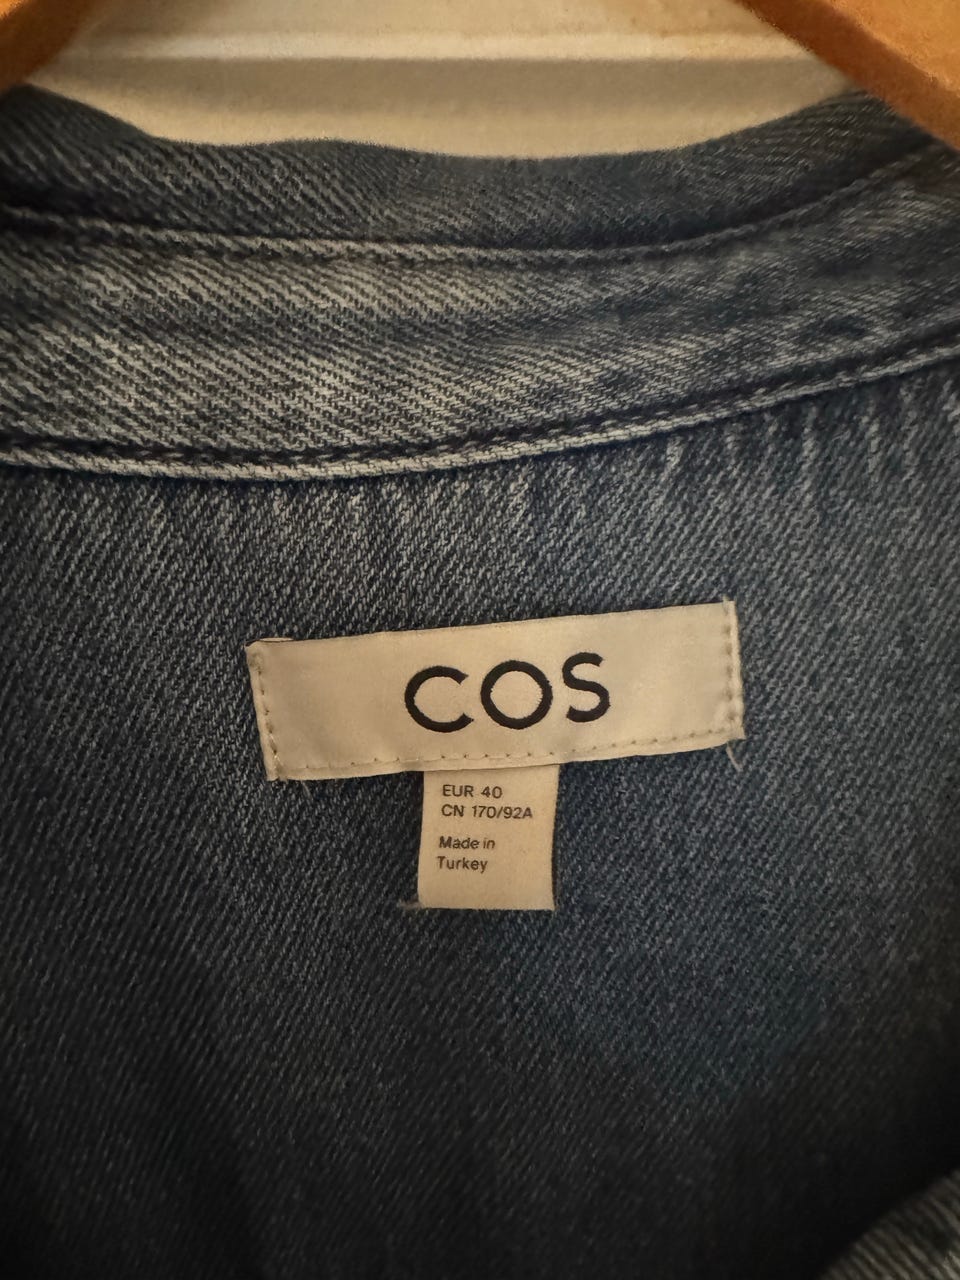 COS
EUR 40
CN 170/92A
Made in
Turkey